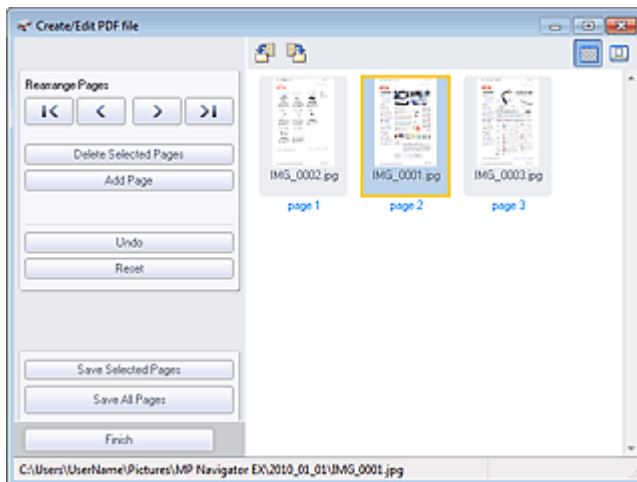 Create/Edit PDF file
Rearrange Pages
Delete Selected Pages
Add Page
Undo
Reset
Save Selected Pages
Save All Pages
Finish
IMG_0002.jpg
IMG_0001.jpg
IMG_0003.jpg
page 1
page 2
page 3
C:\Users\UserName\Pictures\MP Navigator EX\2010_01_01\IMG_0001.jpg